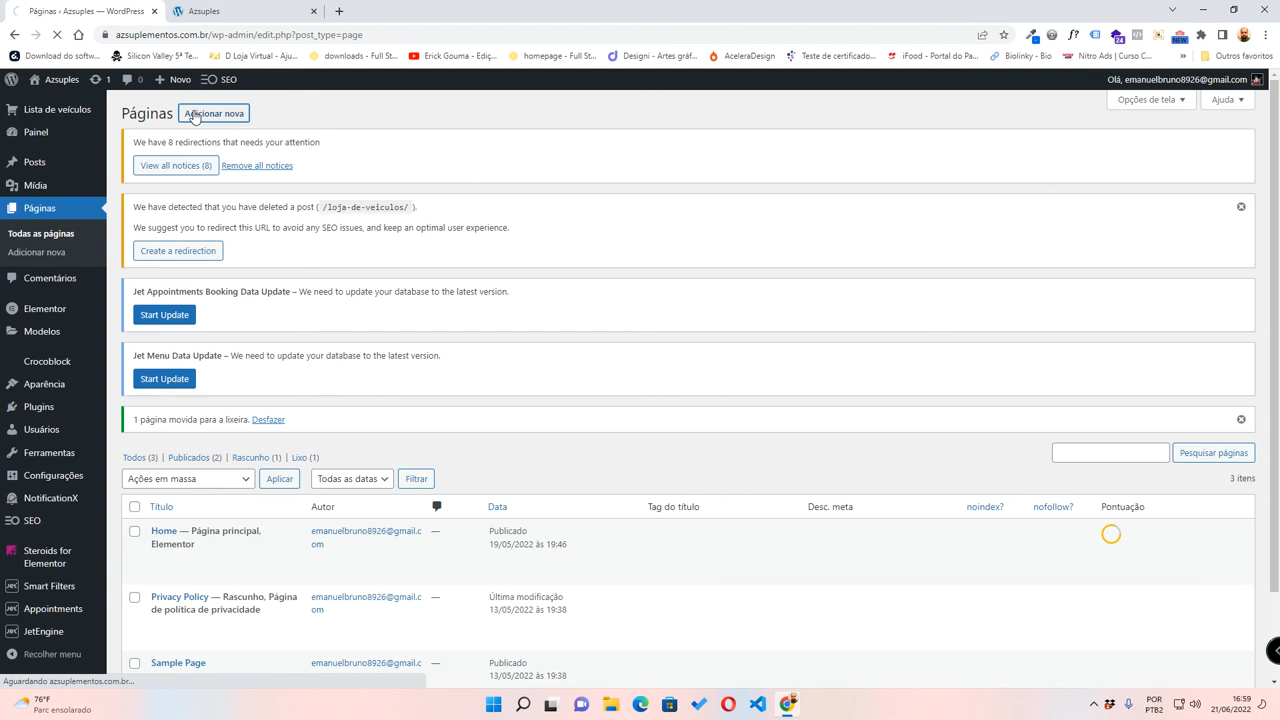 Páginas ‹ Azsuples — WordPress
Azsuples
azsuplementos.com.br/wp-admin/edit.php?post_type=page
Download do softw...
Silicon Valley 5ª Te...
D Loja Virtual - Aju...
downloads - Full St...
Erick Gouma - Desi...
homepage - Full St...
Designi - Artes gráf...
AceleraDesign
Teste de certificado...
iFood - Portal do Pa...
Biolinky - Bio
Nitro Ads | Curso C...
»
Outros favoritos
Azsuples
1
0
Novo
SEO
Olá, emanuelbruno8926@gmail.com
Lista de veículos
Painel
Posts
Mídia
Páginas
Todas as páginas
Adicionar nova
Comentários
Elementor
Modelos
Crocoblock
Aparência
Plugins
Usuários
Ferramentas
Configurações
NotificationX
SEO
Steroids for
Elementor
Smart Filters
Appointments
JetEngine
Recolher menu
Opções de tela
Ajuda
Páginas
Adicionar nova
We have 8 redirections that needs your attention
View all notices (8)
Remove all notices
We have detected that you have deleted a post ( /loja-de-veiculos/ ).
We suggest you to redirect this URL to avoid any SEO issues, and keep an optimal user experience.
Create a redirection
Jet Appointments Booking Data Update – We need to update your database to the latest version.
Start Update
Jet Menu Data Update – We need to update your database to the latest version.
Start Update
1 página movida para a lixeira. Desfazer
Todos (3) | Publicados (2) | Rascunho (1) | Lixo (1)
Pesquisar páginas
Ações em massa
Aplicar
Todas as datas
Filtrar
3 itens
Título
Autor
Data
Tag do título
Desc. meta
noindex?
nofollow?
Pontuação
Home — Página principal,
Elementor
emanuelbruno8926@gmail.c
om
—
Publicado
19/05/2022 às 19:46
Privacy Policy — Rascunho, Página
de política de privacidade
emanuelbruno8926@gmail.c
om
—
Última modificação
13/05/2022 às 19:38
Sample Page
emanuelbruno8926@gmail.c
om
—
Publicado
13/05/2022 às 19:38
Aguardando azsuplementos.com.br...
76°F
Parc ensolarado
POR
PTB2
16:59
21/06/2022